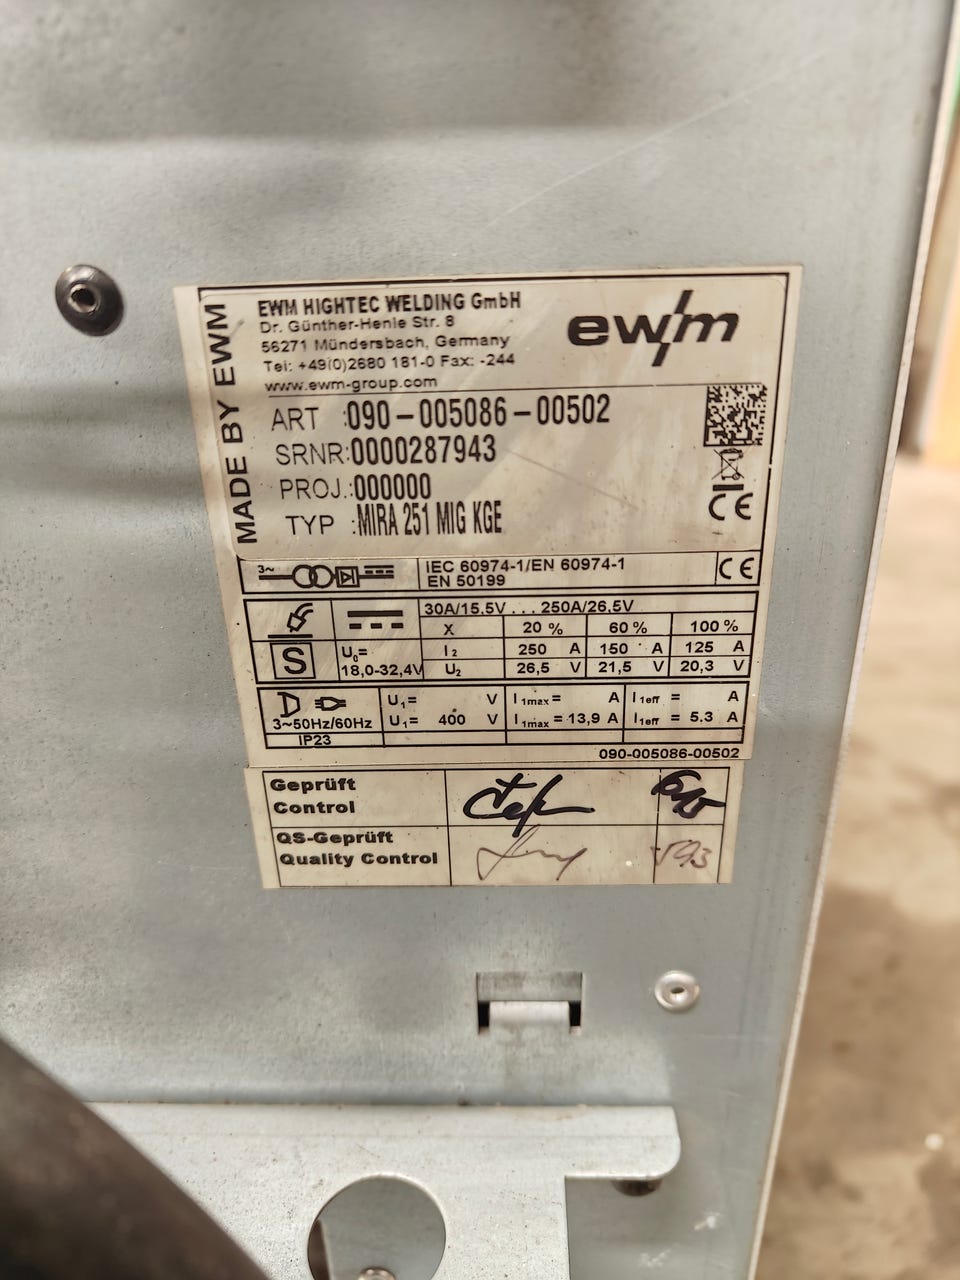 MADE BY EWM
EWM HIGHTEC WELDING GmbH
Dr. Günther-Henle Str. 8
56271 Mündersbach, Germany
Tel: +49(0)2680 181-0 Fax: -244
www.ewm-group.com
ewm
ART :090-005086-00502
SRNR:0000287943
PROJ.:000000
TYP :MIRA 251 MIG KGE
CE
3~
IEC 60974-1/EN 60974-1
EN 50199
CE
30A/15,5V ... 250A/26,5V
X 20 % 60 % 100 %
S
U0=
18,0-32,4V
I2 250 A 150 A 125 A
U2 26,5 V 21,5 V 20,3 V
3~50Hz/60Hz
U1= V I1max= A I1eff = A
U1= 400 V I1max = 13,9 A I1eff = 5.3 A
IP23
090-005086-00502
Geprüft
Control
QS-Geprüft
Quality Control